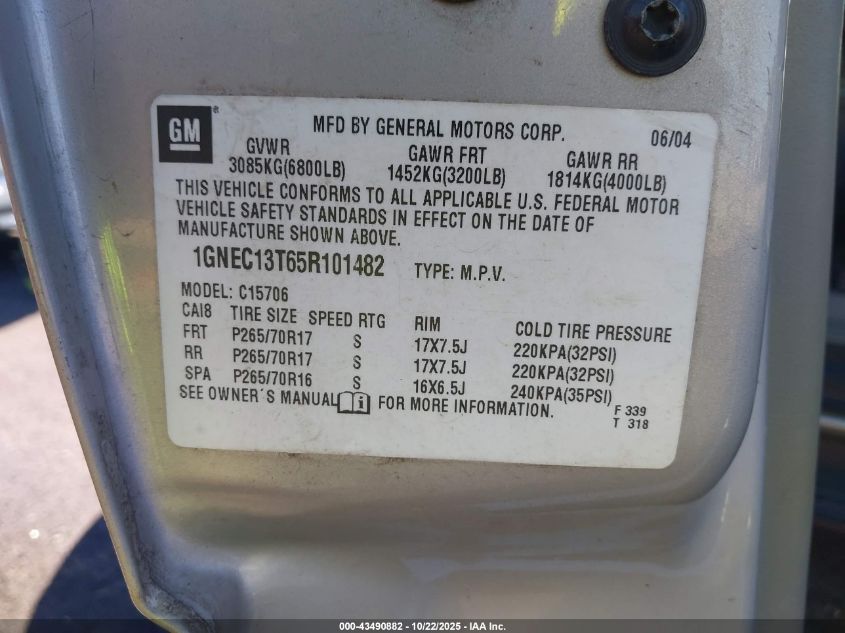 GM
MFD BY GENERAL MOTORS CORP. 06/04
GVWR GAWR FRT GAWR RR
3085KG(6800LB) 1452KG(3200LB) 1814KG(4000LB)
THIS VEHICLE CONFORMS TO ALL APPLICABLE U.S. FEDERAL MOTOR
VEHICLE SAFETY STANDARDS IN EFFECT ON THE DATE OF
MANUFACTURE SHOWN ABOVE.
1GNEC13T65R101482 TYPE: M.P.V.
MODEL: C15706
CAI8 TIRE SIZE SPEED RTG RIM COLD TIRE PRESSURE
FRT P265/70R17 S 17X7.5J 220KPA(32PSI)
RR P265/70R17 S 17X7.5J 220KPA(32PSI)
SPA P265/70R16 S 16X6.5J 240KPA(35PSI)
SEE OWNER'S MANUAL i FOR MORE INFORMATION.
F 339
T 318
000-43490882 - 10/22/2025 - IAA Inc.